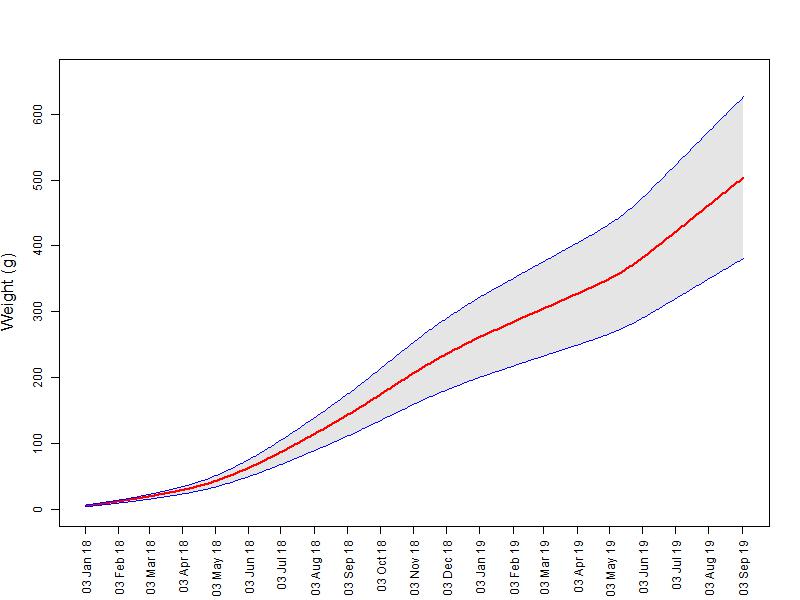 Weight (g)
600
500
400
300
200
100
0
03 Jan 18
03 Feb 18
03 Mar 18
03 Apr 18
03 May 18
03 Jun 18
03 Jul 18
03 Aug 18
03 Sep 18
03 Oct 18
03 Nov 18
03 Dec 18
03 Jan 19
03 Feb 19
03 Mar 19
03 Apr 19
03 May 19
03 Jun 19
03 Jul 19
03 Aug 19
03 Sep 19